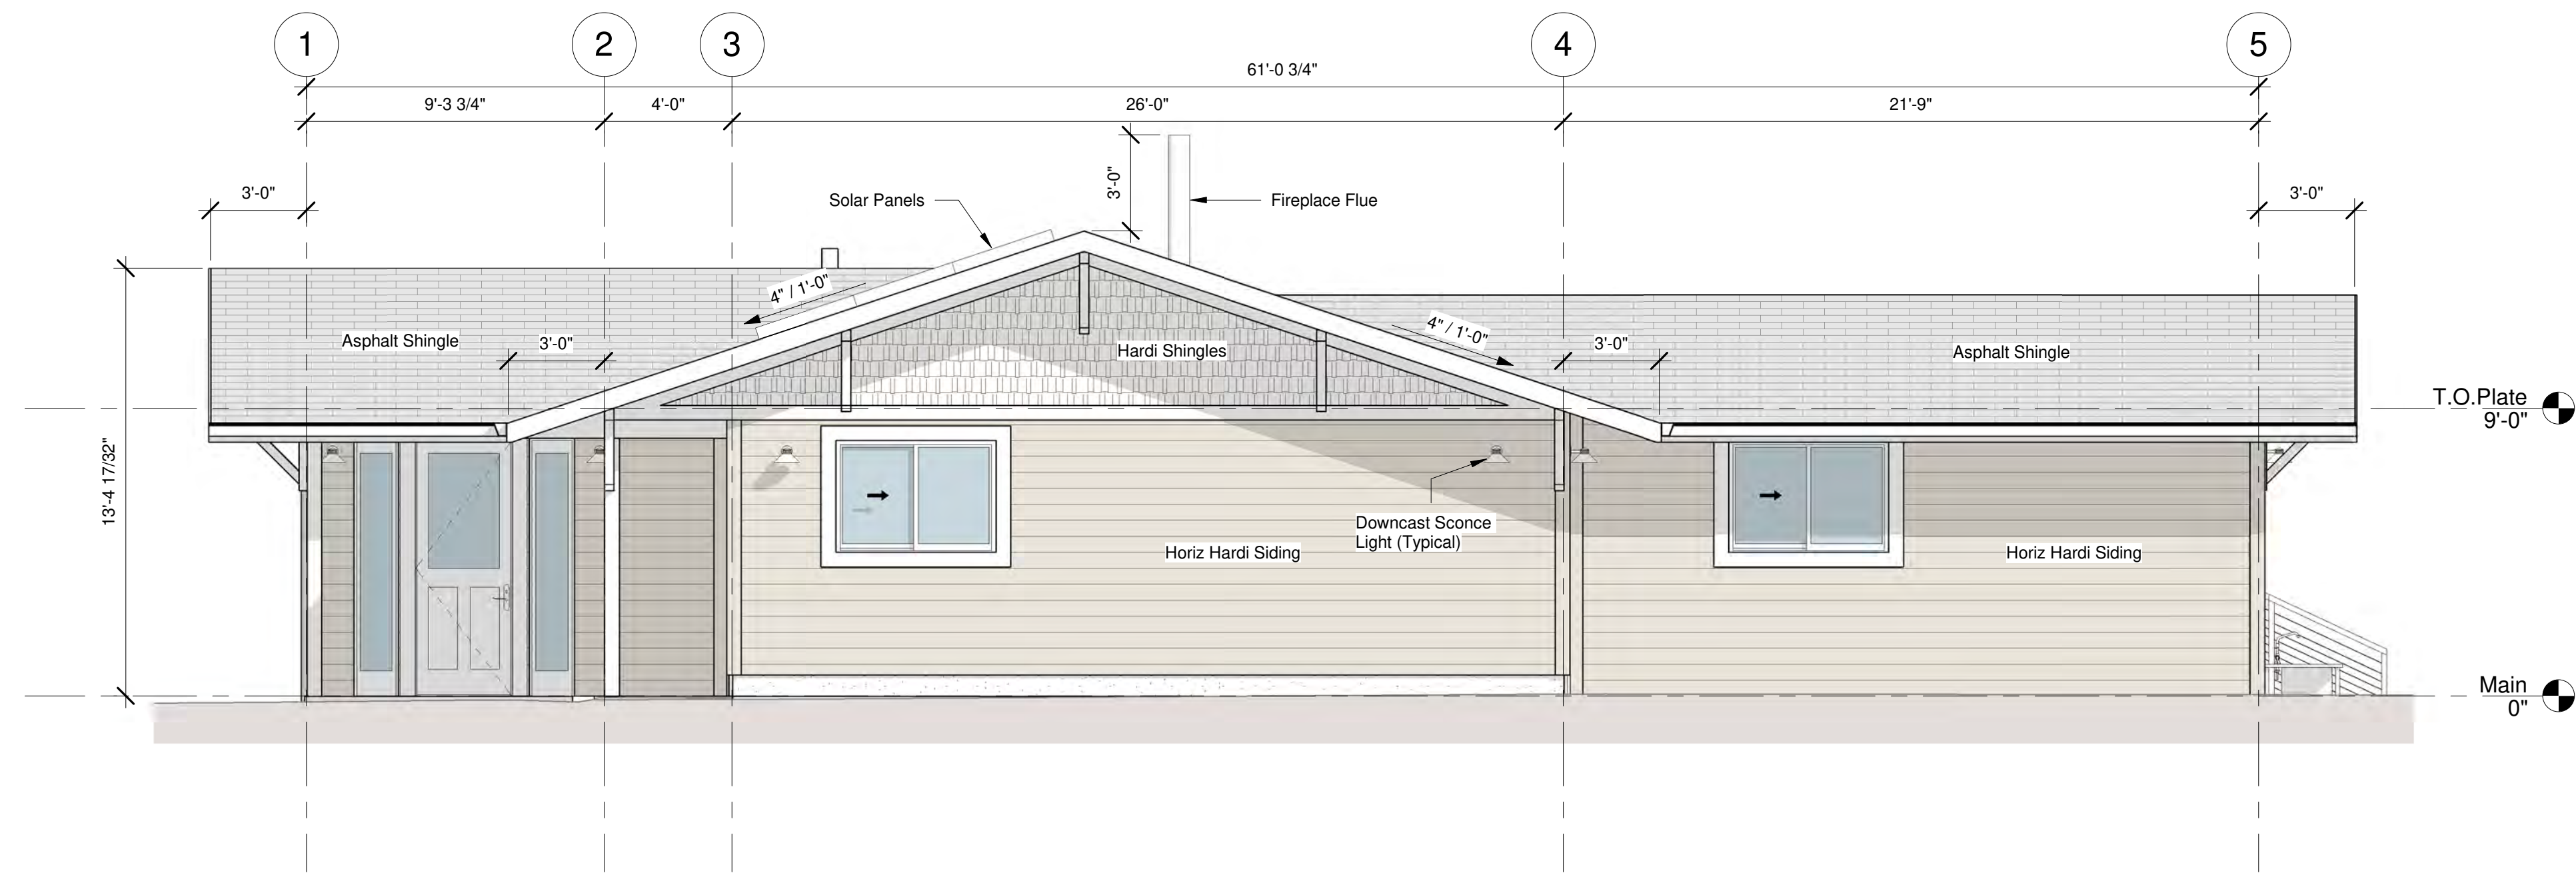 1
2
3
4
5
61'-0 3/4"
9'-3 3/4"
4'-0"
26'-0"
21'-9"
3'-0"
3'-0"
3'-0"
Solar Panels
Fireplace Flue
4" / 1'-0"
4" / 1'-0"
Asphalt Shingle
3'-0"
Hardi Shingles
3'-0"
Asphalt Shingle
T.O.Plate
9'-0"
13'-4 17/32"
Downcast Sconce
Light (Typical)
Horiz Hardi Siding
Horiz Hardi Siding
Main
0"